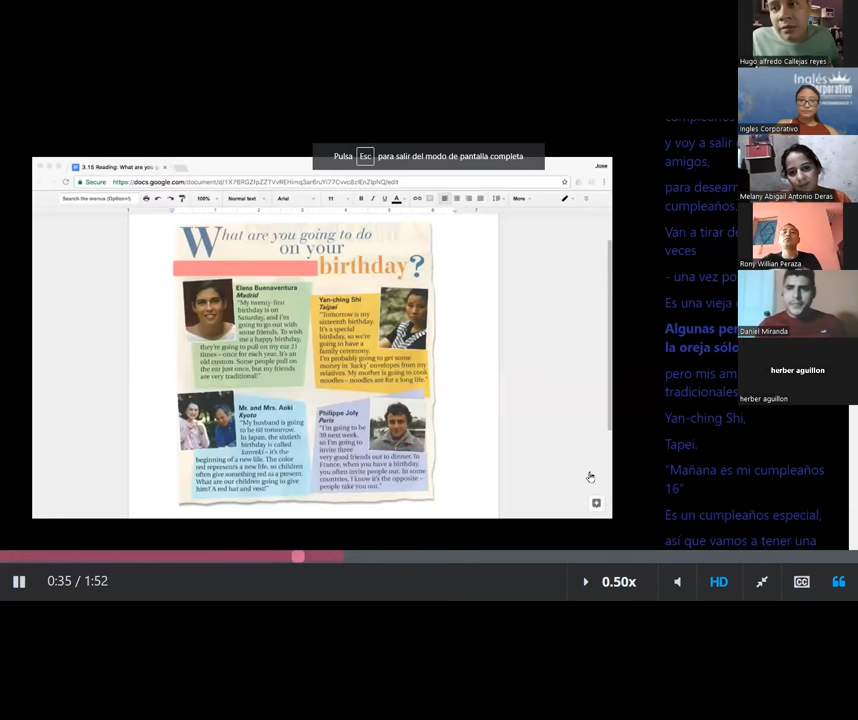 Pulsa Esc para salir del modo de pantalla completa
3.15 Reading: What are you g
Jose
Secure
https://docs.google.com/document/d/
/edit
Search the menus (Option+/)
100%
Normal text
Arial
11
B I U A
More
What are you going to do
on your
birthday?
Elena Buenaventura
Madrid
"My twenty-first
birthday is on
Saturday, and I'm
going to go out with
some friends. To wish
me a happy birthday,
they're going to pull on my ear 21
times – once for each year. It's an
old custom. Some people pull on
the ear just once, but my friends
are very traditional!"
Yan-ching Shi
Taipei
"Tomorrow is my
sixteenth birthday.
It's a special
birthday, so we're
going to have a
family ceremony.
I'm probably going to get some
money in 'lucky' envelopes from my
relatives. My mother is going to cook
noodles – noodles are for a long life."
Mr. and Mrs. Aoki
Kyoto
"My husband is going
to be 60 tomorrow.
In Japan, the sixtieth
birthday is called
kanreki – it's the
beginning of a new life. The color
red represents a new life, so children
often give something red as a present.
What are our children going to give
him? A red hat and vest!"
Philippe Joly
Paris
"I'm going to be
30 next week,
so I'm going to
invite three
very good friends out to dinner. In
France, when you have a birthday,
you often invite people out. In some
countries, I know it's the opposite –
people take you out."
cumpleaños
y voy a salir
amigos,
para desearm
cumpleaños.
Van a tirar de
veces
- una vez po
Es una vieja
Algunas per
la oreja sólo
pero mis am
tradicionales
Yan-ching Shi,
Tapei.
"Mañana es mi cumpleaños
16"
Es un cumpleaños especial,
así que vamos a tener una
Hugo alfredo Callejas reyes
Inglés
Corporativo
Ingles Corporativo
Melany Abigail Antonio Deras
Rony Willian Peraza
Daniel Miranda
herber aguillon
herber aguillon
0:35 / 1:52
0.50x
HD
CC